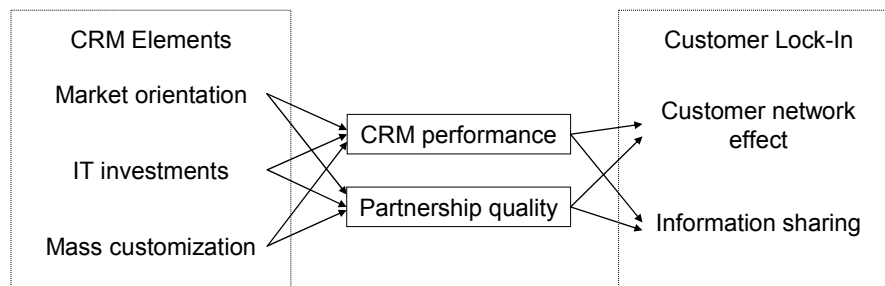 CRM Elements
Customer Lock-In
Market orientation
CRM performance
Customer network
effect
IT investments
Partnership quality
Information sharing
Mass customization